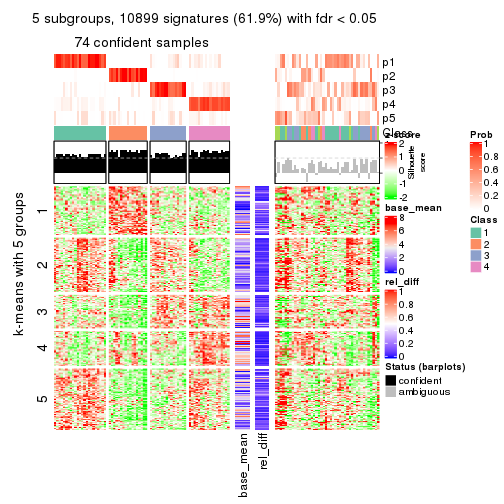 5 subgroups, 10899 signatures (61.9%) with fdr < 0.05
74 confident samples
p1
p2
p3
p4
p5
Class
z-score
2
1
0
-1
-2
Silhouette
score
Prob
1
0.8
0.6
0.4
0.2
0
Class
1
2
3
4
base_mean
8
6
4
2
0
rel_diff
1
0.8
0.6
0.4
0.2
0
Status (barplots)
confident
ambiguous
k-means with 5 groups
1
2
3
4
5
base_mean
rel_diff